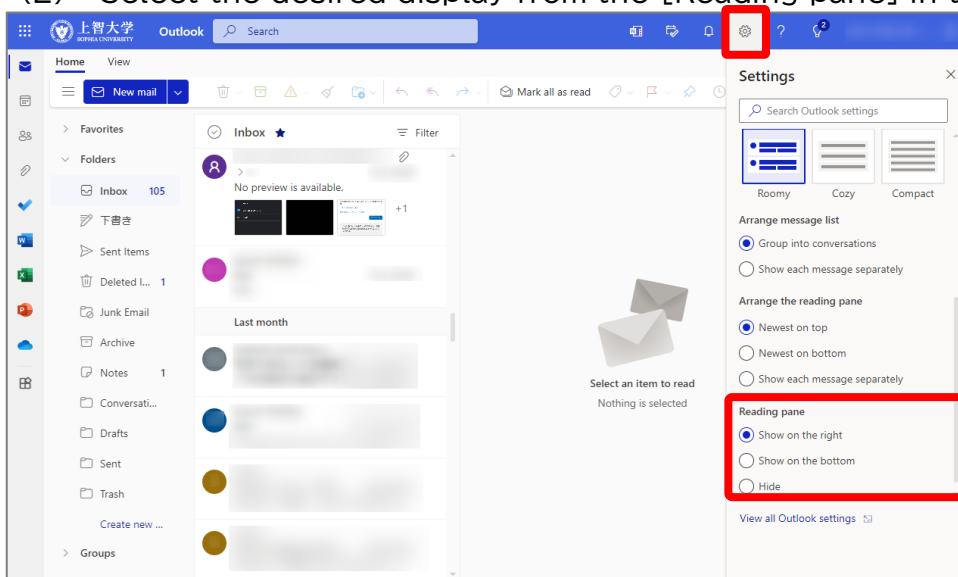 (2) Select the desired display from the [Reading pane] in t
上智大学
SOPHIA UNIVERSITY
Outlook
Search
?
2
Home View
New mail
Mark all as read
Favorites
Folders
Inbox 105
下書き
Sent Items
Deleted I... 1
Junk Email
Archive
Notes 1
Conversati...
Drafts
Sent
Trash
Create new ...
Groups
Inbox ★
Filter
R
>
No preview is available.
+1
Last month
Select an item to read
Nothing is selected
Settings
Search Outlook settings
Roomy Cozy Compact
Arrange message list
Group into conversations
Show each message separately
Arrange the reading pane
Newest on top
Newest on bottom
Show each message separately
Reading pane
Show on the right
Show on the bottom
Hide
View all Outlook settings